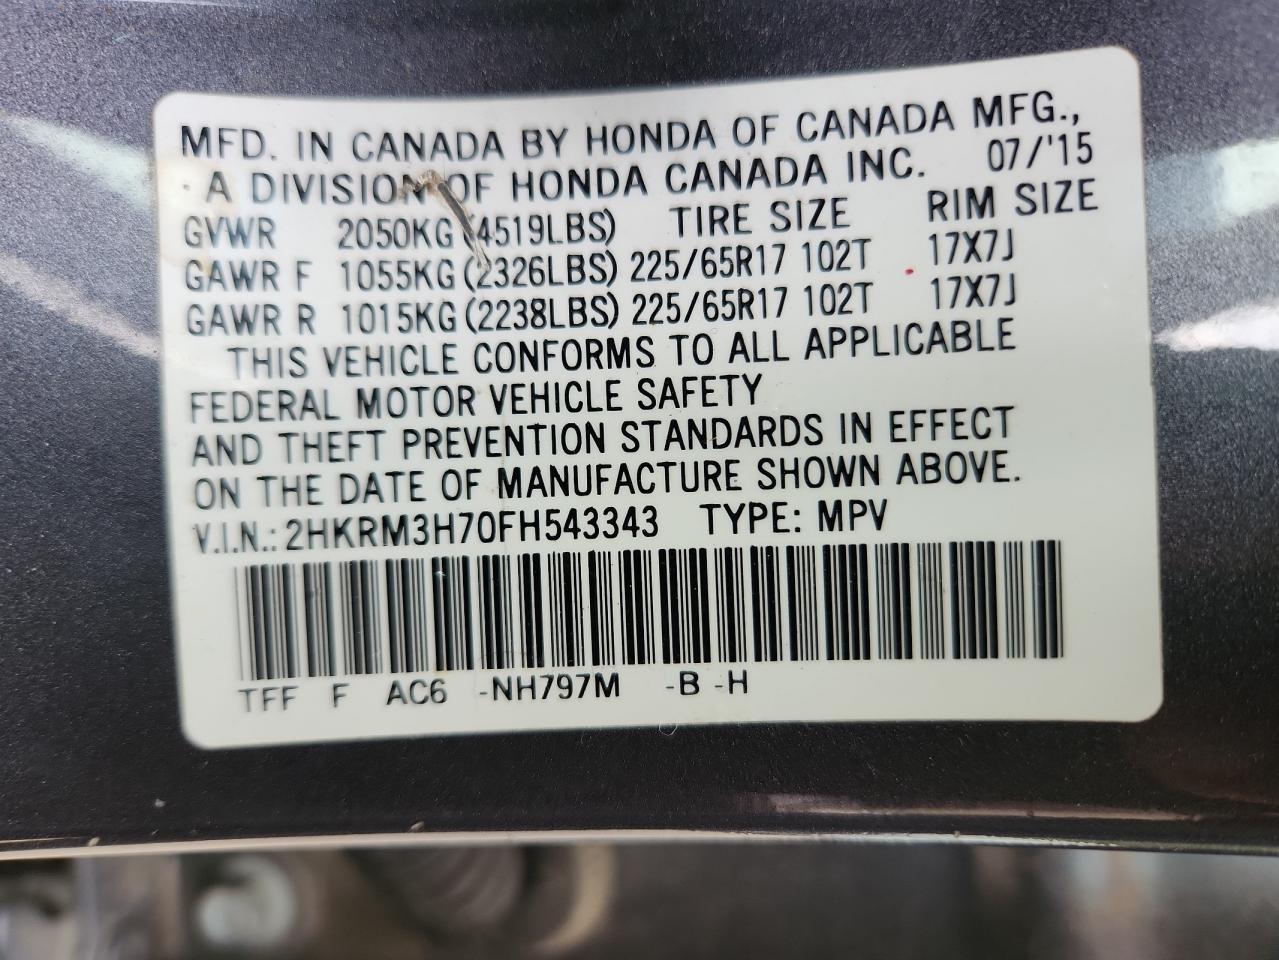 MFD. IN CANADA BY HONDA OF CANADA MFG.,
A DIVISION OF HONDA CANADA INC. 07/'15
GVWR 2050KG (4519LBS) TIRE SIZE RIM SIZE
GAWR F 1055KG (2326LBS) 225/65R17 102T 17X7J
GAWR R 1015KG (2238LBS) 225/65R17 102T 17X7J
THIS VEHICLE CONFORMS TO ALL APPLICABLE
FEDERAL MOTOR VEHICLE SAFETY
AND THEFT PREVENTION STANDARDS IN EFFECT
ON THE DATE OF MANUFACTURE SHOWN ABOVE.
V.I.N.: 2HKRM3H70FH543343 TYPE: MPV
TFF F AC6 -NH797M -B -H